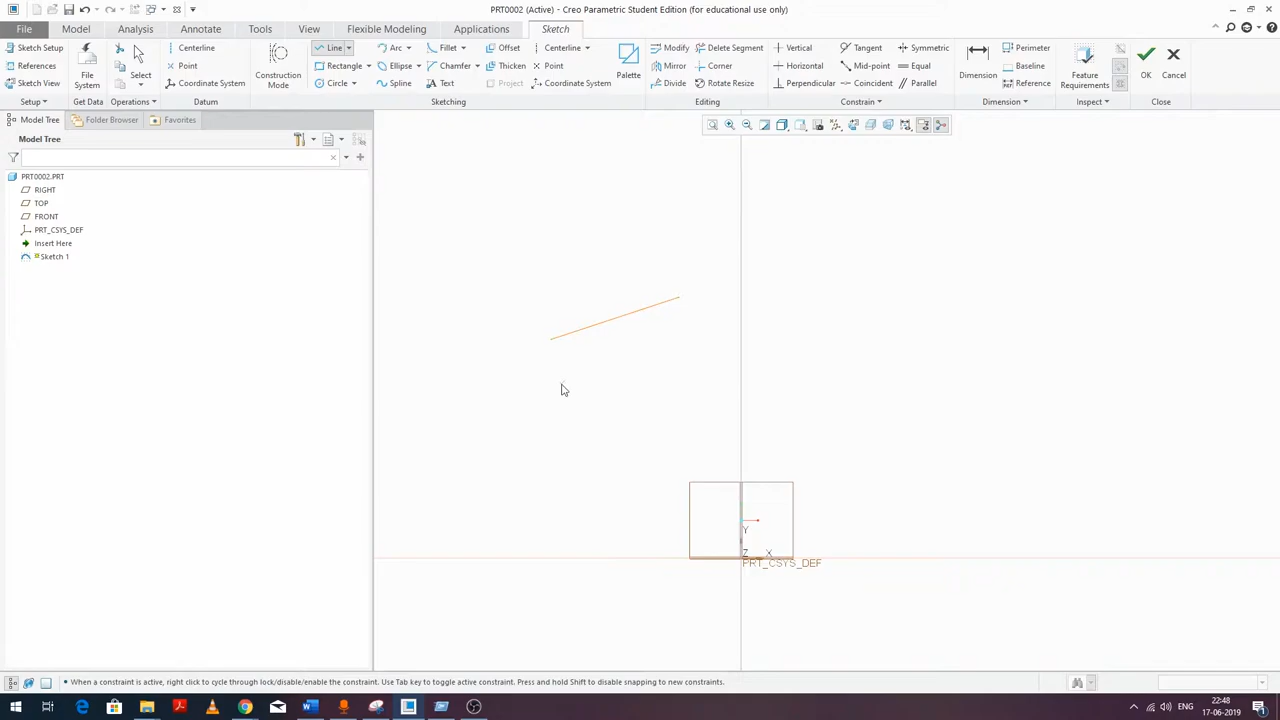 PRT0002 (Active) - Creo Parametric Student Edition (for educational use only)
File Model Analysis Annotate Tools View Flexible Modeling Applications Sketch
Sketch Setup
References
Sketch View
Setup
File System
Get Data
Select
Operations
Centerline
Point
Coordinate System
Datum
Construction Mode
Line Arc Fillet Offset Centerline
Rectangle Ellipse Chamfer Thicken Point
Circle Spline Text Project Coordinate System
Palette
Sketching
Modify Delete Segment
Mirror Corner
Divide Rotate Resize
Editing
Vertical Tangent Symmetric
Horizontal Mid-point Equal
Perpendicular Coincident Parallel
Constrain
Dimension
Perimeter
Baseline
Reference
Dimension
Feature Requirements
Inspect
OK
Cancel
Close
Model Tree Folder Browser Favorites
Model Tree
PRT0002.PRT
RIGHT
TOP
FRONT
PRT_CSYS_DEF
Insert Here
Sketch 1
Y
Z X
PRT_CSYS_DEF
• When a constraint is active, right click to cycle through lock/disable/enable the constraint. Use Tab key to toggle active constraint. Press and hold Shift to disable snapping to new constraints.
ENG
22:48
17-06-2019